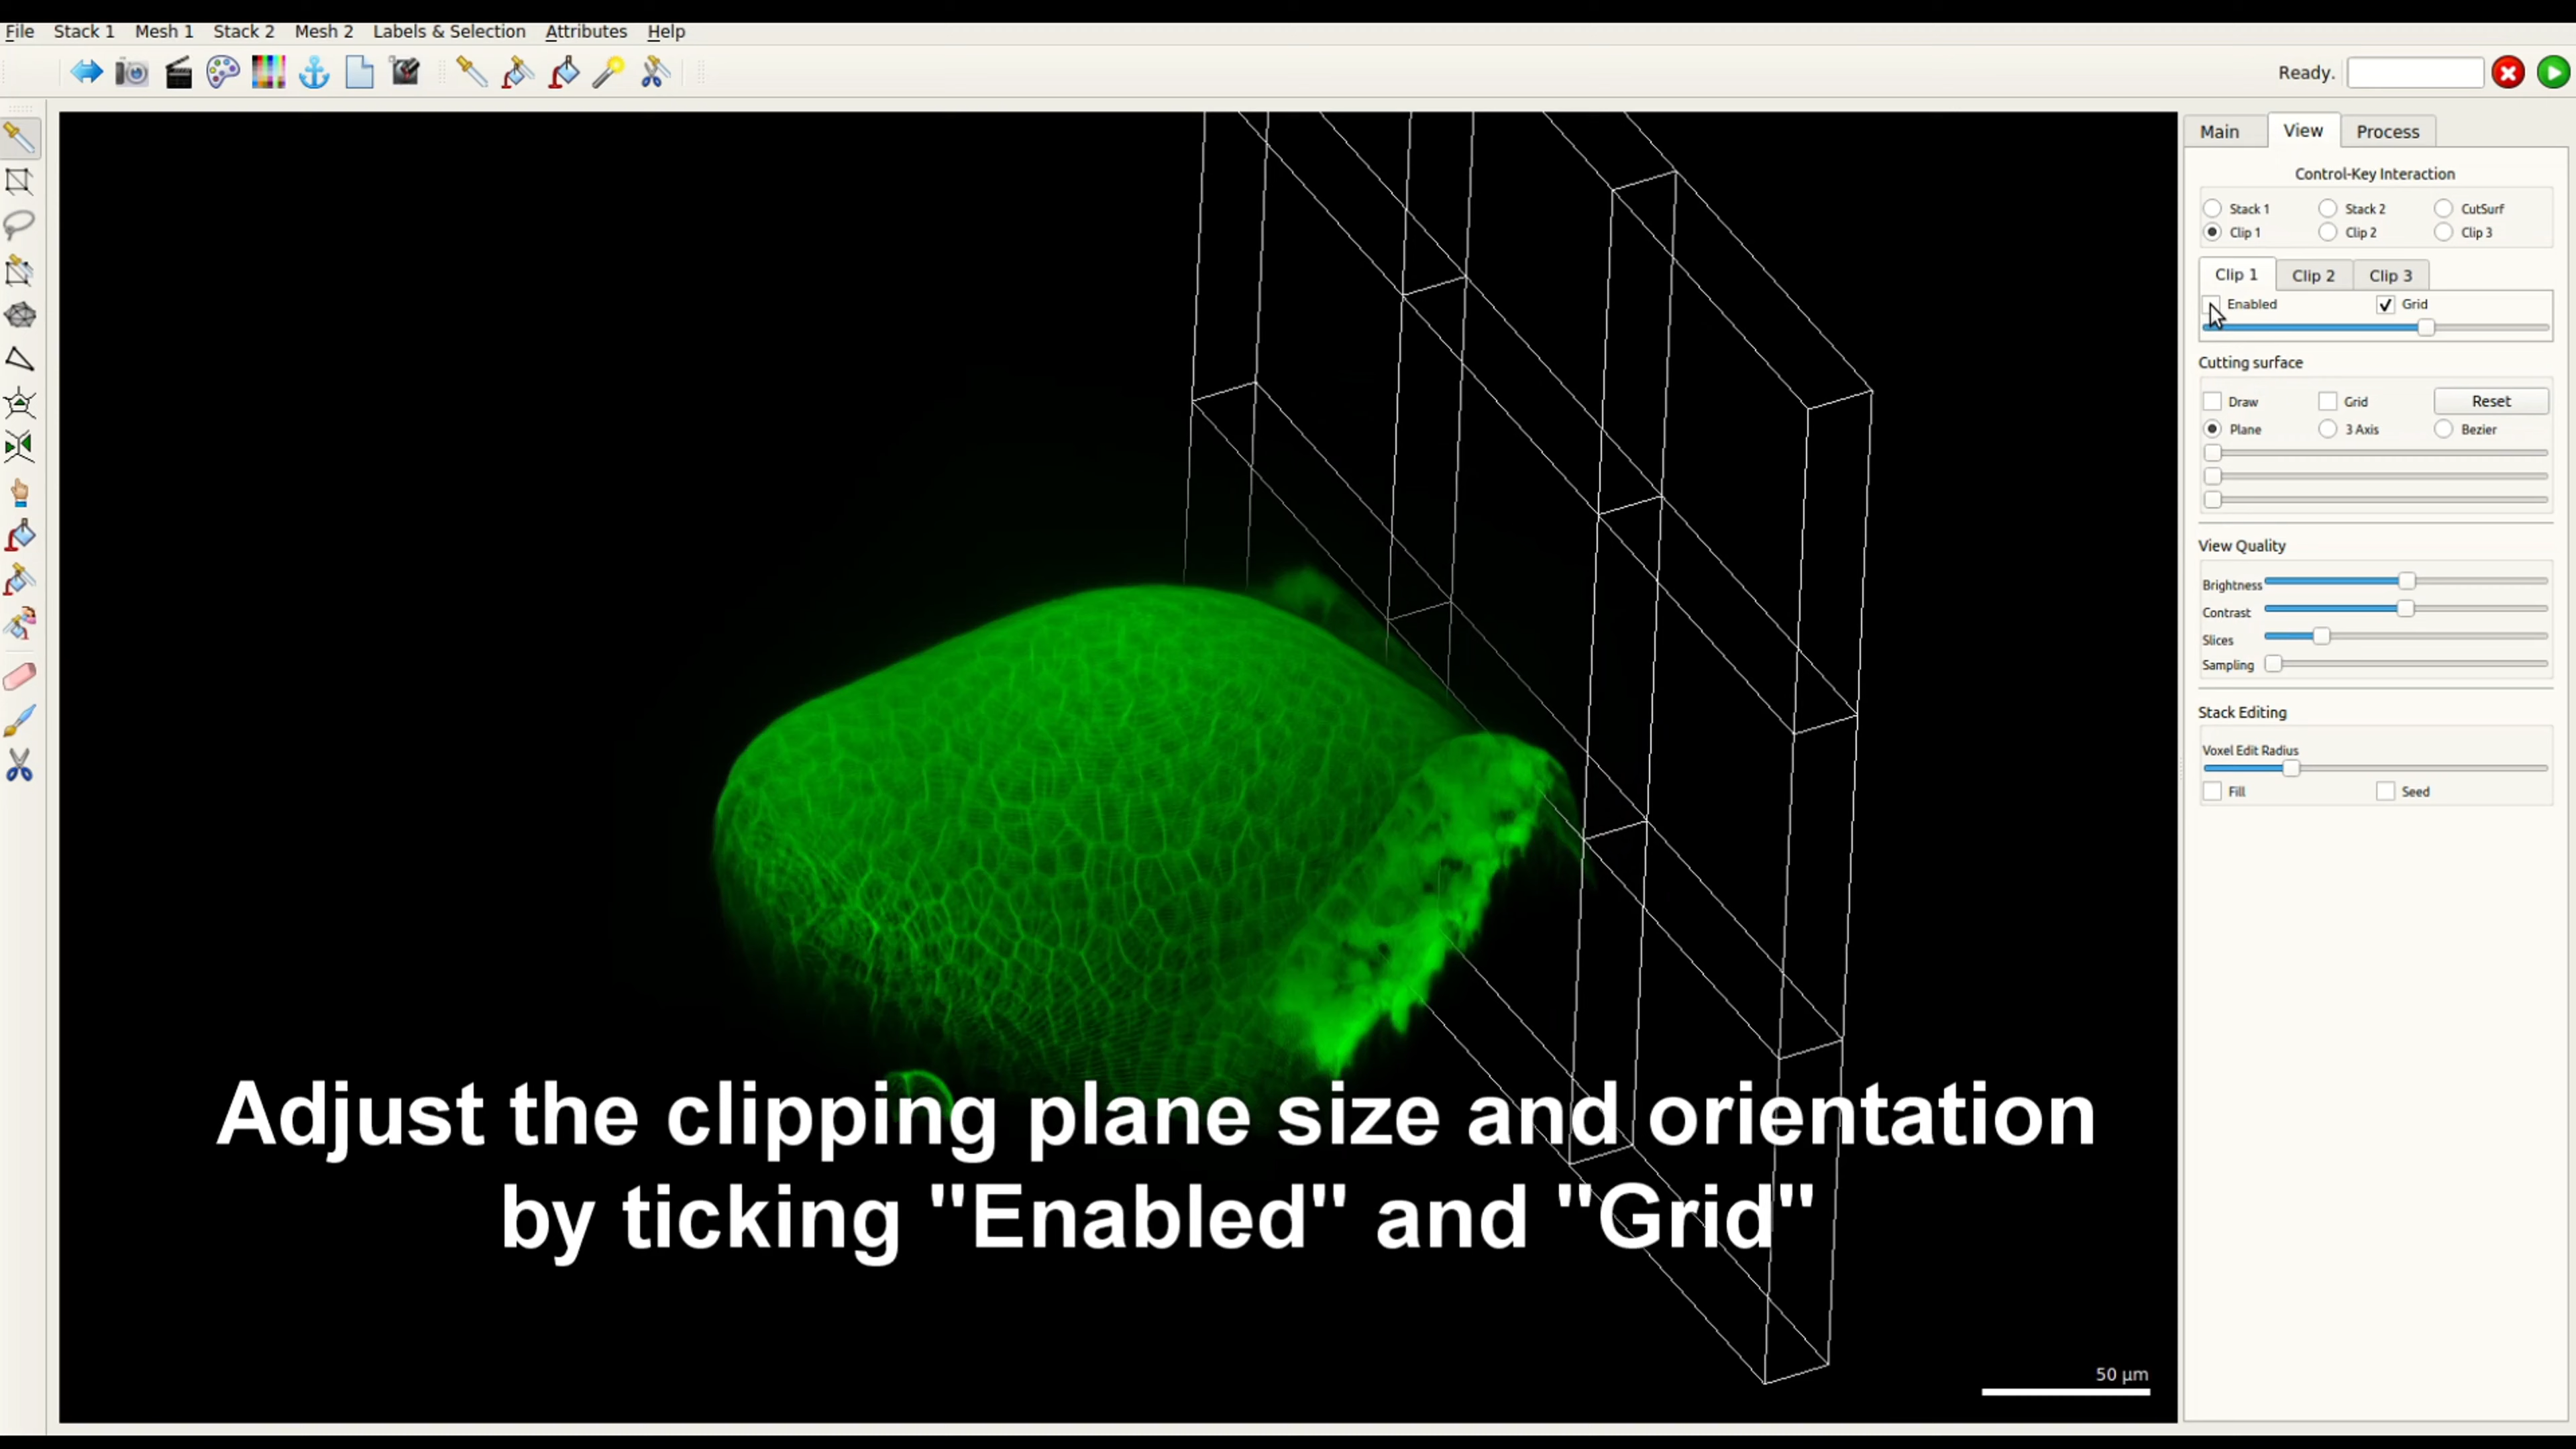 File Stack 1 Mesh 1 Stack 2 Mesh 2 Labels & Selection Attributes Help
Ready.
Main View Process
Control-Key Interaction
Stack 1 Stack 2 CutSurf
Clip 1 Clip 2 Clip 3
Clip 1 Clip 2 Clip 3
Enabled Grid
Cutting surface
Draw Grid Reset
Plane 3 Axis Bezier
View Quality
Brightness
Contrast
Slices
Sampling
Stack Editing
Voxel Edit Radius
Fill Seed
Adjust the clipping plane size and orientation
by ticking "Enabled" and "Grid"
50 µm